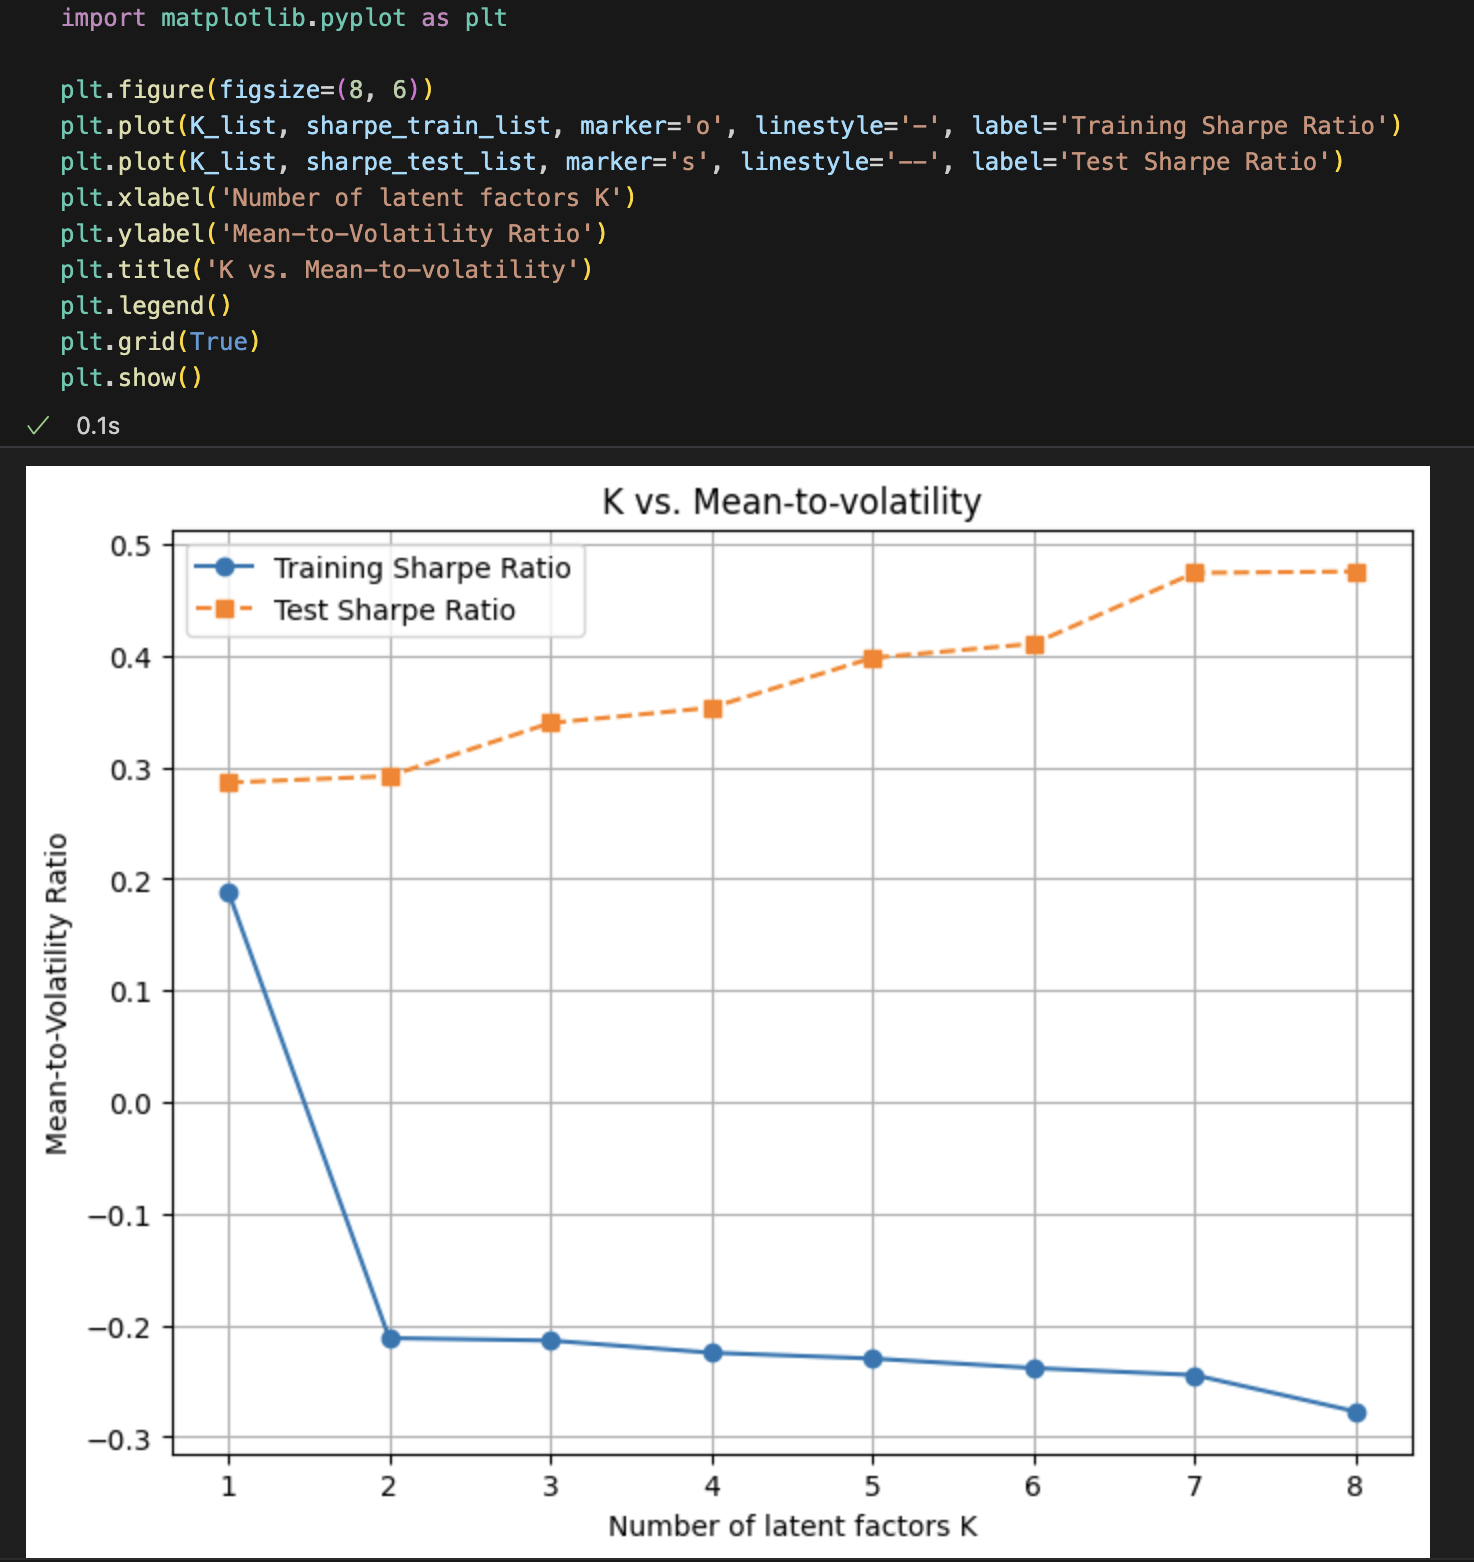 import matplotlib.pyplot as plt
plt.figure(figsize=(8, 6))
plt.plot(K_list, sharpe_train_list, marker='o', linestyle='-', label='Training Sharpe Ratio')
plt.plot(K_list, sharpe_test_list, marker='s', linestyle='--', label='Test Sharpe Ratio')
plt.xlabel('Number of latent factors K')
plt.ylabel('Mean-to-Volatility Ratio')
plt.title('K vs. Mean-to-volatility')
plt.legend()
plt.grid(True)
plt.show()
0.1s
K vs. Mean-to-volatility
Training Sharpe Ratio
Test Sharpe Ratio
0.5
0.4
0.3
0.2
0.1
0.0
−0.1
−0.2
−0.3
Mean-to-Volatility Ratio
1 2 3 4 5 6 7 8
Number of latent factors K